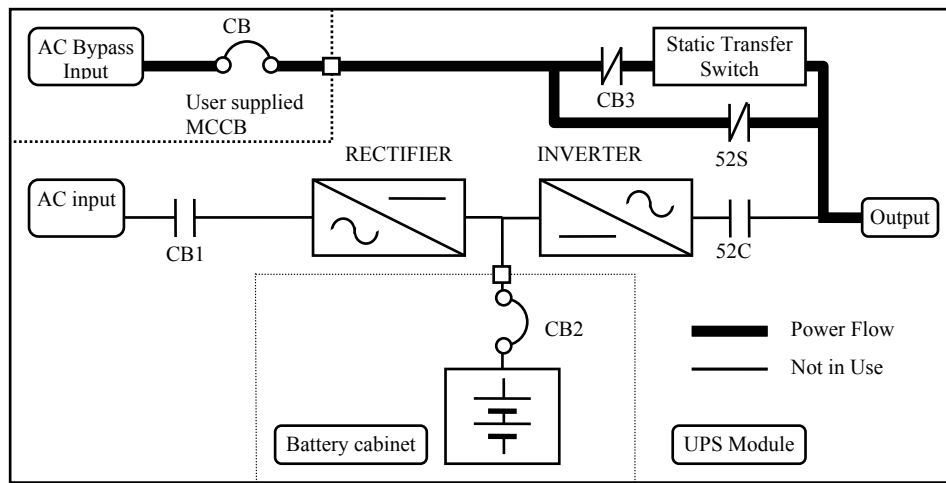 AC Bypass
Input
CB
User supplied
MCCB
CB3
Static Transfer
Switch
52S
RECTIFIER
INVERTER
AC input
CB1
52C
Output
CB2
Power Flow
Not in Use
Battery cabinet
UPS Module